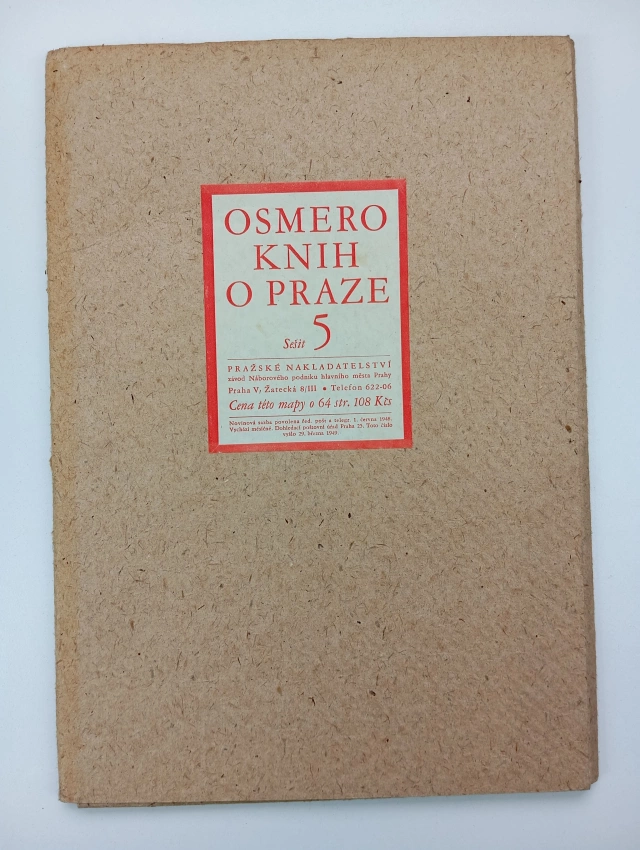 OSMERO
KNIH
O PRAZE
Sešit 5
PRAŽSKÉ NAKLADATELSTVÍ
závod Náborového podniku hlavního města Prahy
Praha V, Žatecká 8/III • Telefon 622-06
Cena této mapy o 64 str. 108 Kčs
Novinová sazba povolena řed. pošt a telegr. 1. června 1948.
Vychází měsíčně. Dohlédací poštovní úřad Praha 25. Toto číslo
vyšlo 29. března 1949.